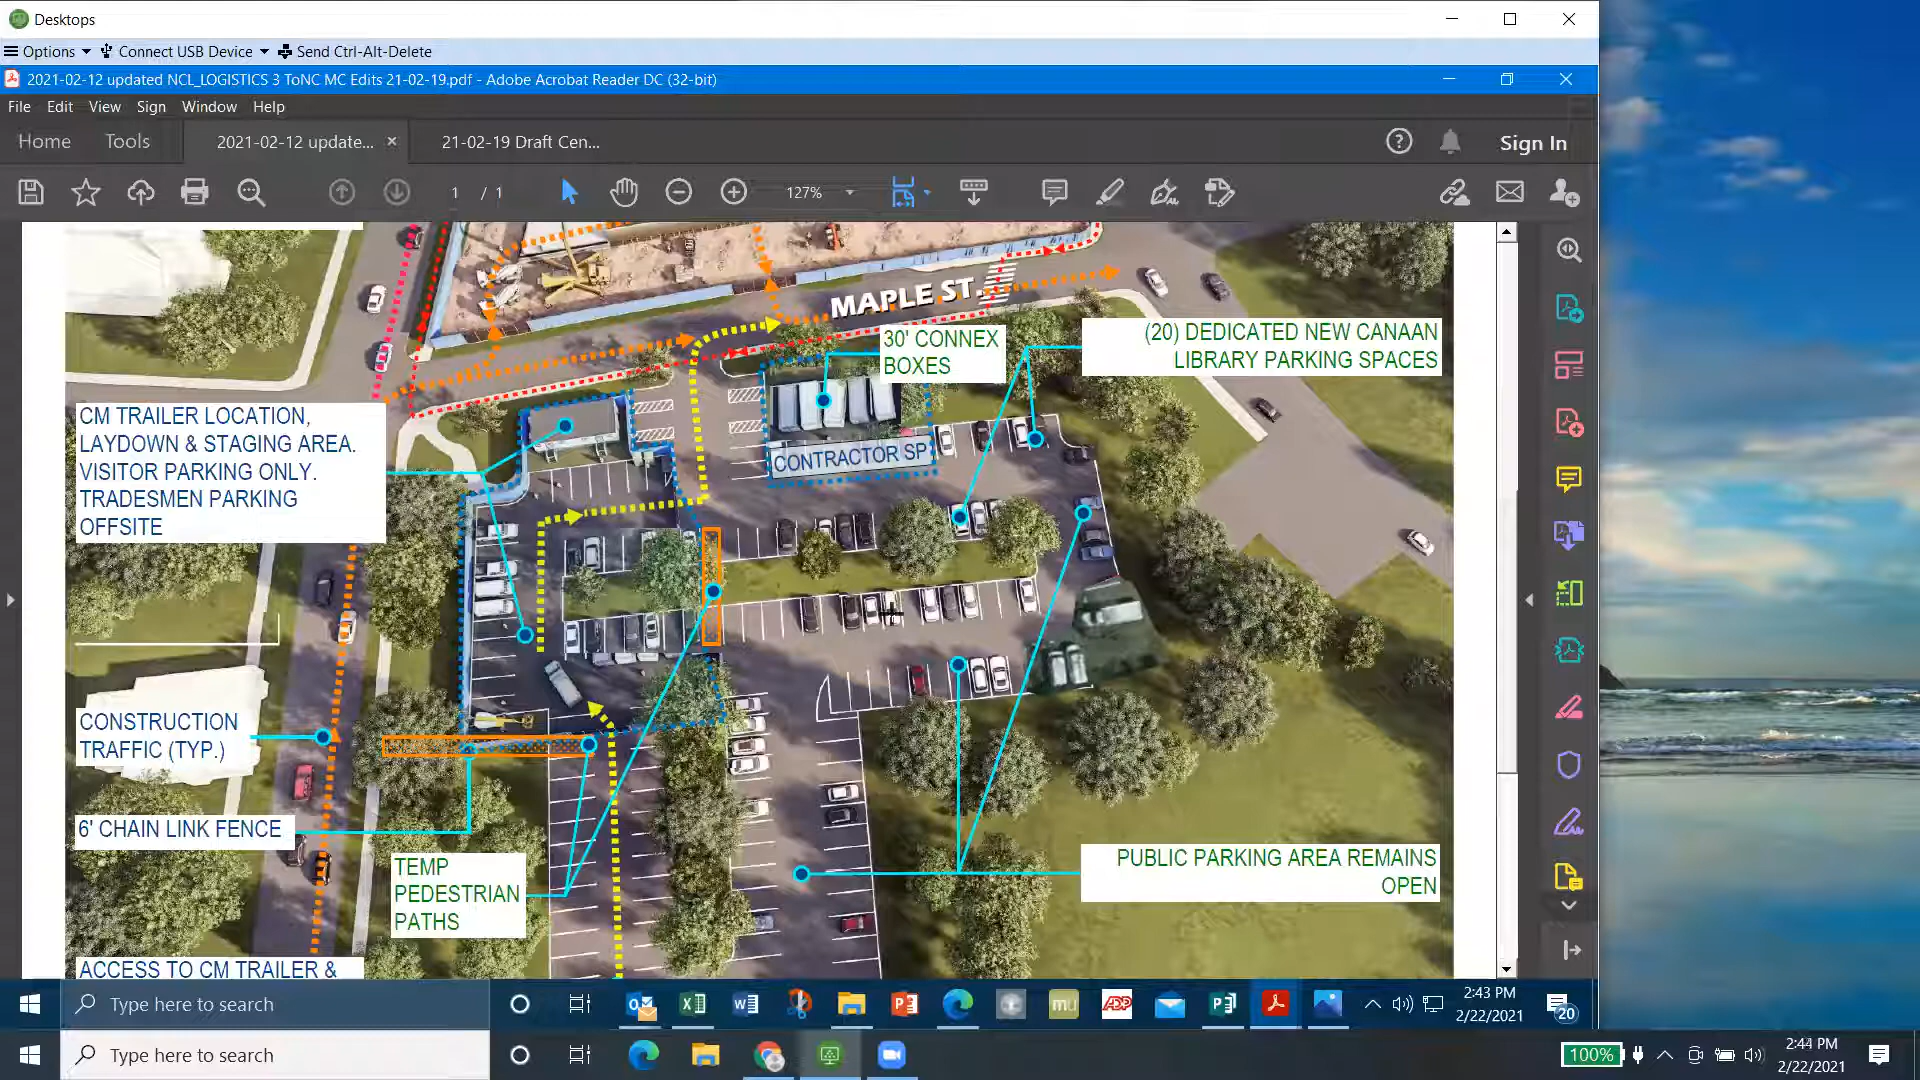 Desktops
Options Connect USB Device Send Ctrl-Alt-Delete
2021-02-12 updated NCL_LOGISTICS 3 ToNC MC Edits 21-02-19.pdf - Adobe Acrobat Reader DC (32-bit)
File Edit View Sign Window Help
Home Tools 2021-02-12 update... × 21-02-19 Draft Cen... Sign In
1 / 1 127%
MAPLE ST.
30' CONNEX
BOXES
(20) DEDICATED NEW CANAAN
LIBRARY PARKING SPACES
CM TRAILER LOCATION,
LAYDOWN & STAGING AREA.
VISITOR PARKING ONLY.
TRADESMEN PARKING
OFFSITE
CONTRACTOR SP
CONSTRUCTION
TRAFFIC (TYP.)
6' CHAIN LINK FENCE
TEMP
PEDESTRIAN
PATHS
PUBLIC PARKING AREA REMAINS
OPEN
ACCESS TO CM TRAILER &
Type here to search
mu
ADP
2:43 PM
2/22/2021
20
Type here to search
100%
2:44 PM
2/22/2021